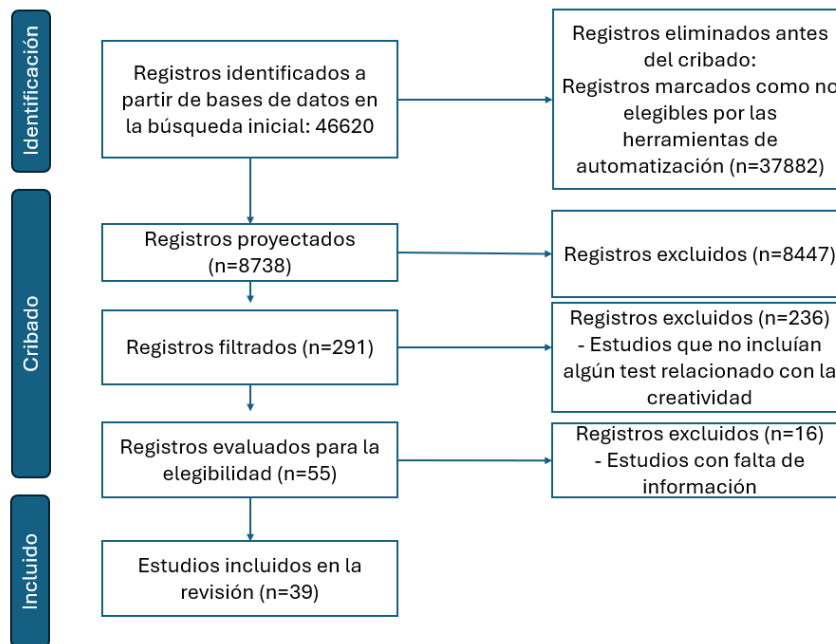 Identificación
Registros identificados a
partir de bases de datos en
la búsqueda inicial: 46620
Registros eliminados antes
del cribado:
Registros marcados como no
elegibles por las
herramientas de
automatización (n=37882)
Cribado
Registros proyectados
(n=8738)
Registros excluidos (n=8447)
Registros filtrados (n=291)
Registros excluidos (n=236)
- Estudios que no incluían
algún test relacionado con la
creatividad
Registros evaluados para la
elegibilidad (n=55)
Registros excluidos (n=16)
- Estudios con falta de
información
Incluido
Estudios incluidos en la
revisión (n=39)